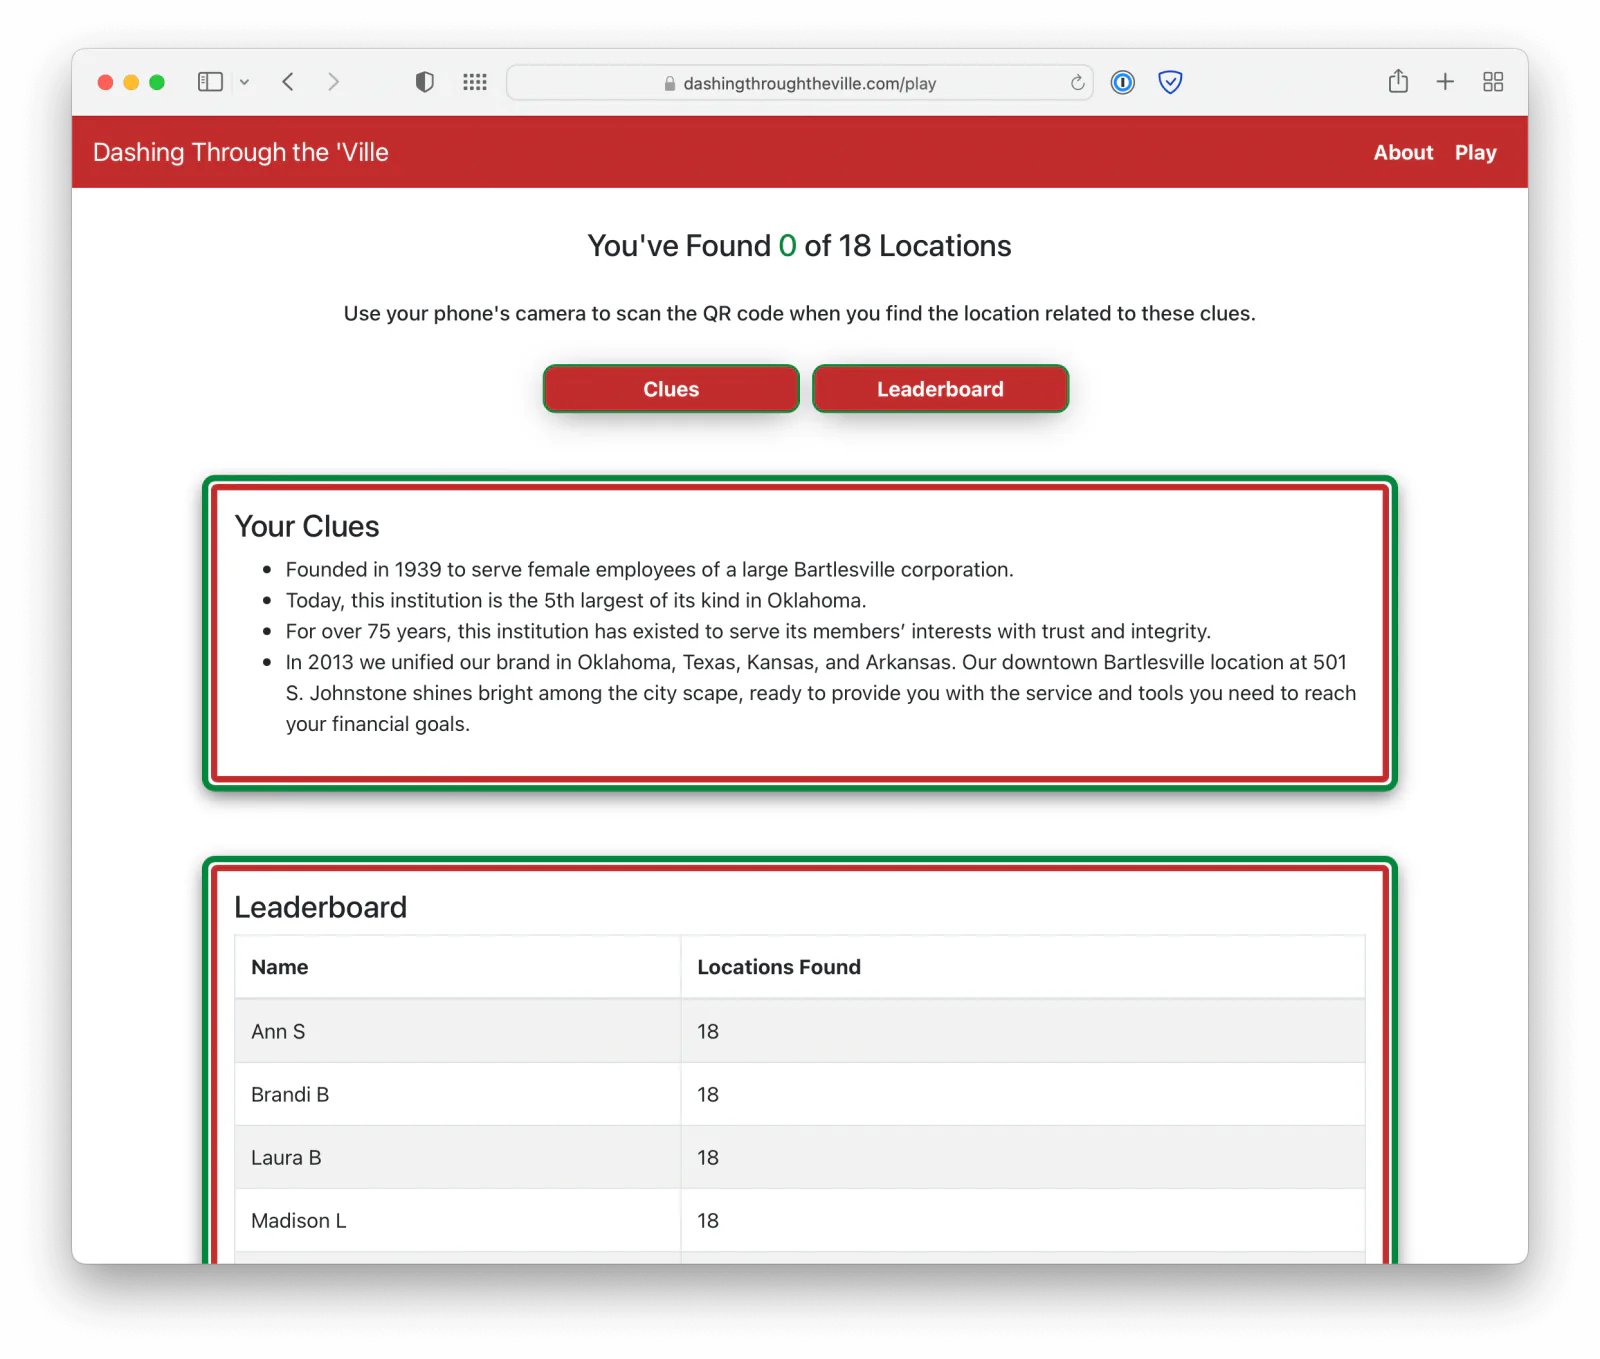 dashingthroughtheville.com/play
Dashing Through the 'Ville
About Play
You've Found 0 of 18 Locations
Use your phone's camera to scan the QR code when you find the location related to these clues.
Clues Leaderboard
Your Clues
Founded in 1939 to serve female employees of a large Bartlesville corporation.
Today, this institution is the 5th largest of its kind in Oklahoma.
For over 75 years, this institution has existed to serve its members’ interests with trust and integrity.
In 2013 we unified our brand in Oklahoma, Texas, Kansas, and Arkansas. Our downtown Bartlesville location at 501
S. Johnstone shines bright among the city scape, ready to provide you with the service and tools you need to reach
your financial goals.
Leaderboard
Name Locations Found
Ann S 18
Brandi B 18
Laura B 18
Madison L 18